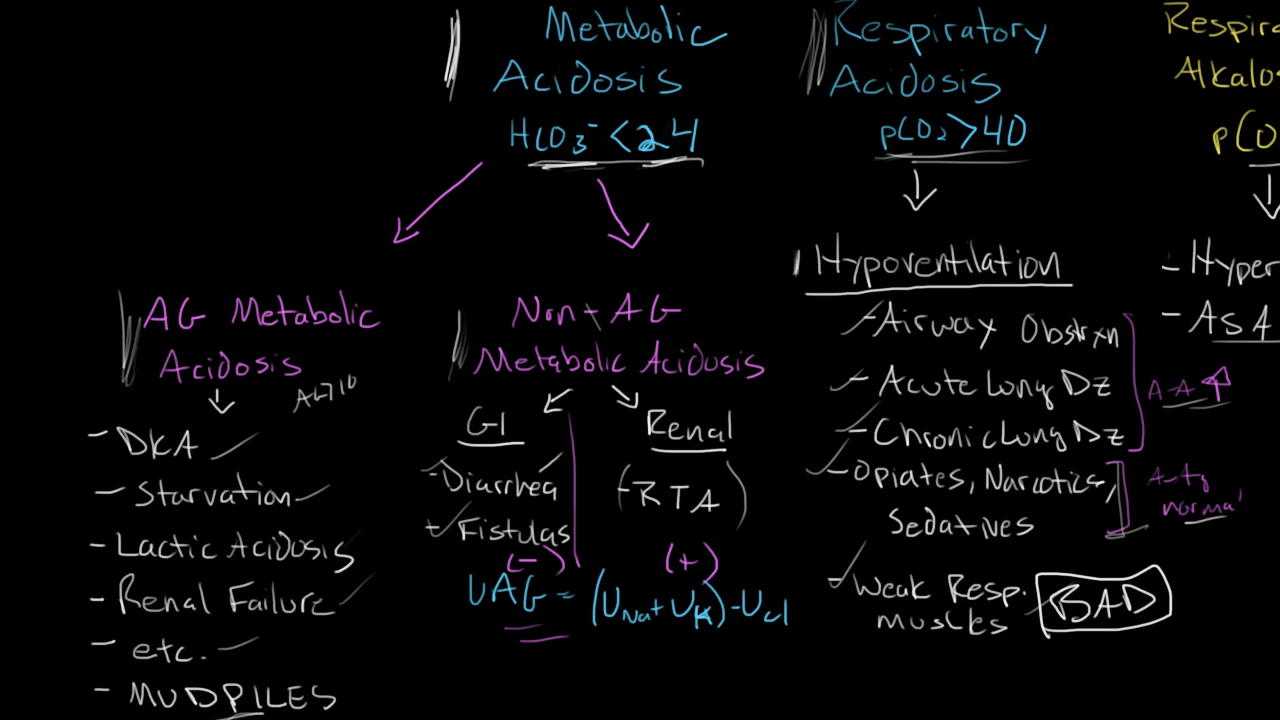 Metabolic
Acidosis
HCO3- <24
Respiratory
Acidosis
pCO2 >40
Respira
Alkalos
p(O
AG Metabolic
Acidosis
- DKA
- Starvation
- Lactic Acidosis
- Renal Failure
- etc.
- MUDPILES
Non-AG
Metabolic Acidosis
GI
- Diarrhea
- Fistulas
(-)
Renal
- RTA
(+)
UAG = (UNa+ UK) - UCl
Hypoventilation
- Airway Obstrxn
- Acute Lung Dz
- Chronic Lung Dz
A-A ↑
- Opiates, Narcotics,
Sedatives
normal
- Weak Resp.
muscles
BAD
- Hyper
- ASA